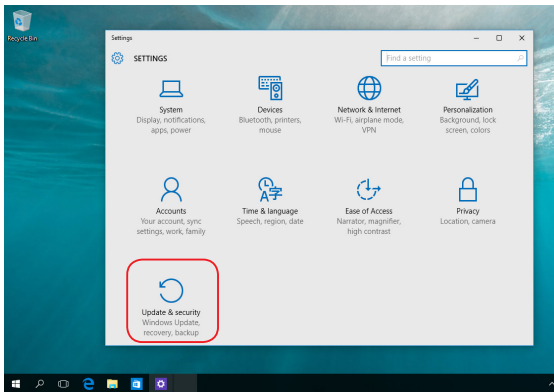 Recycle Bin
Settings
SETTINGS
Find a setting
System
Display, notifications,
apps, power
Devices
Bluetooth, printers,
mouse
Network & Internet
Wi-Fi, airplane mode,
VPN
Personalization
Background, lock
screen, colors
Accounts
Your account, sync
settings, work, family
Time & language
Speech, region, date
Ease of Access
Narrator, magnifier,
high contrast
Privacy
Location, camera
Update & security
Windows Update,
recovery, backup